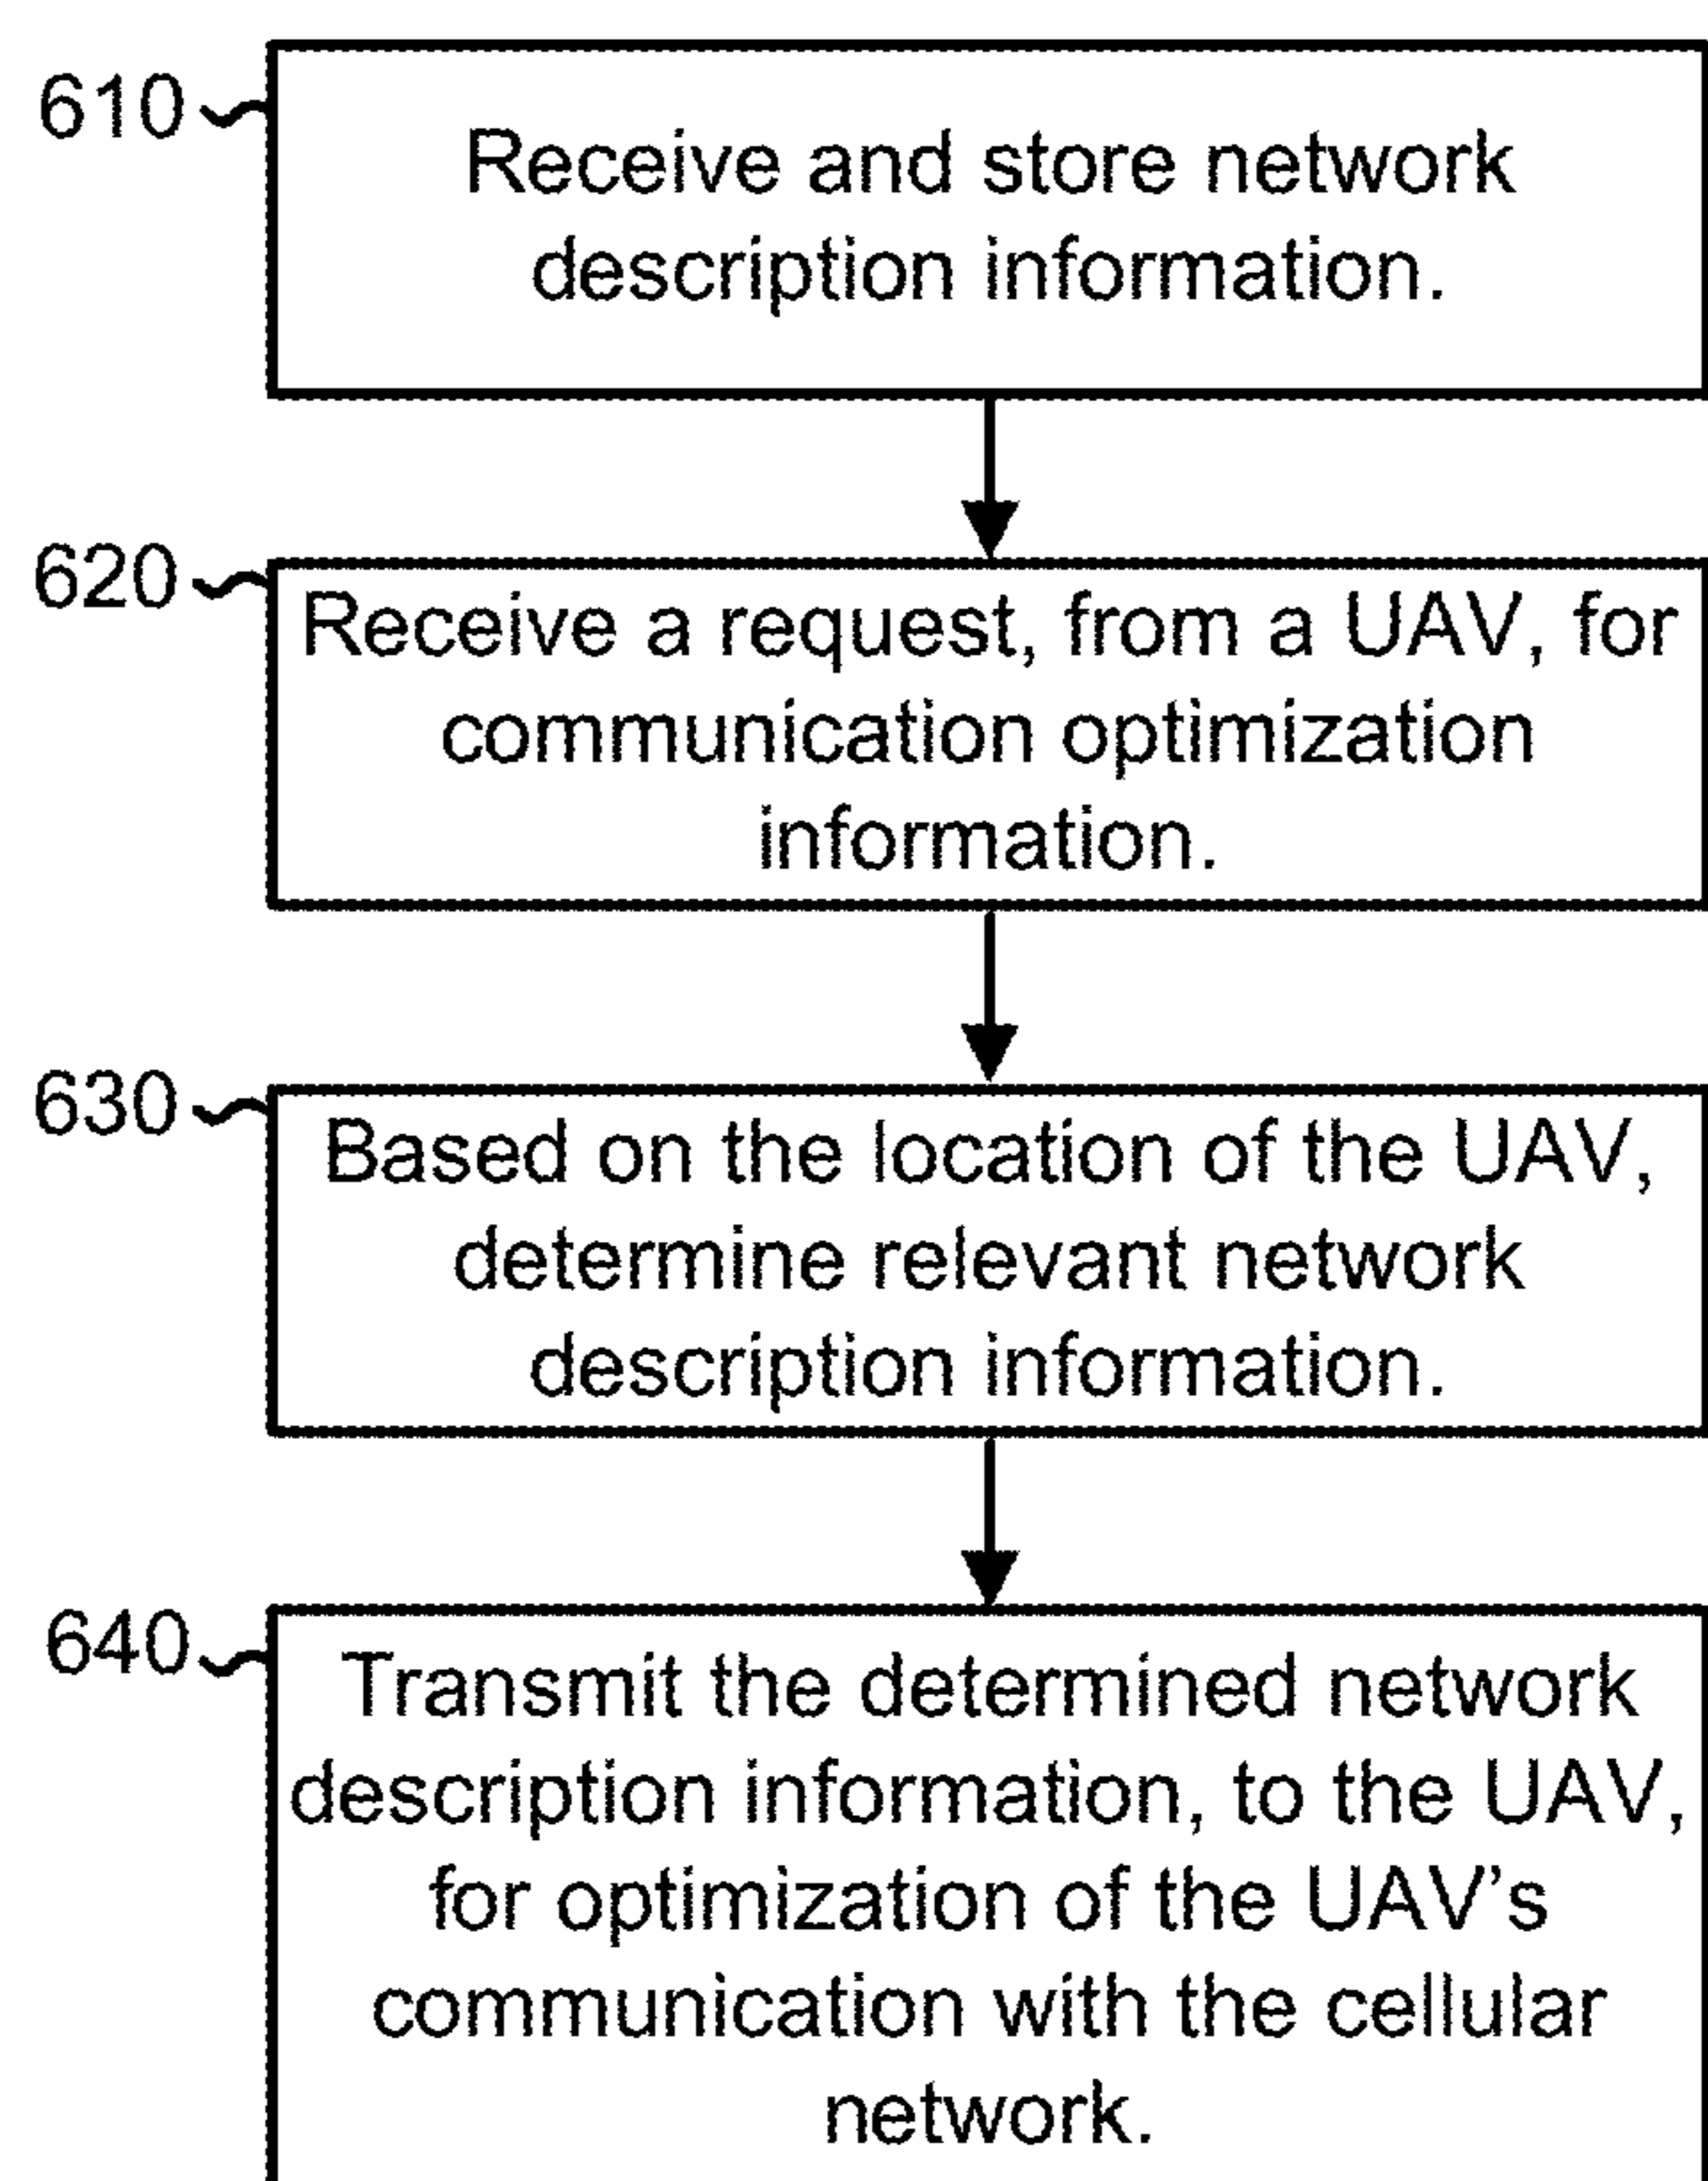 610
Receive and store network
description information.
620
Receive a request, from a UAV, for
communication optimization
information.
630
Based on the location of the UAV,
determine relevant network
description information.
640
Transmit the determined network
description information, to the UAV,
for optimization of the UAV’s
communication with the cellular
network.